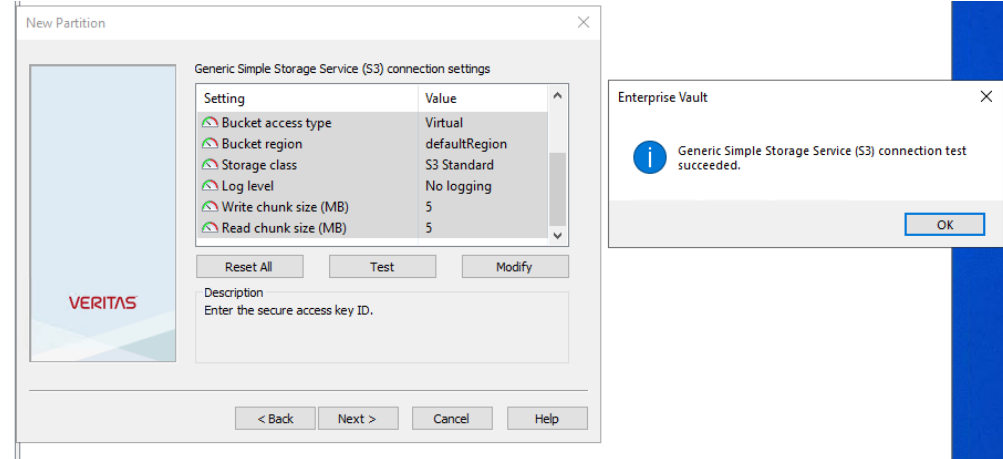 New Partition
Generic Simple Storage Service (S3) connection settings
Setting Value
Bucket access type Virtual
Bucket region defaultRegion
Storage class S3 Standard
Log level No logging
Write chunk size (MB) 5
Read chunk size (MB) 5
Reset All Test Modify
Description
Enter the secure access key ID.
VERITAS
< Back Next > Cancel Help
Enterprise Vault
Generic Simple Storage Service (S3) connection test
succeeded.
OK